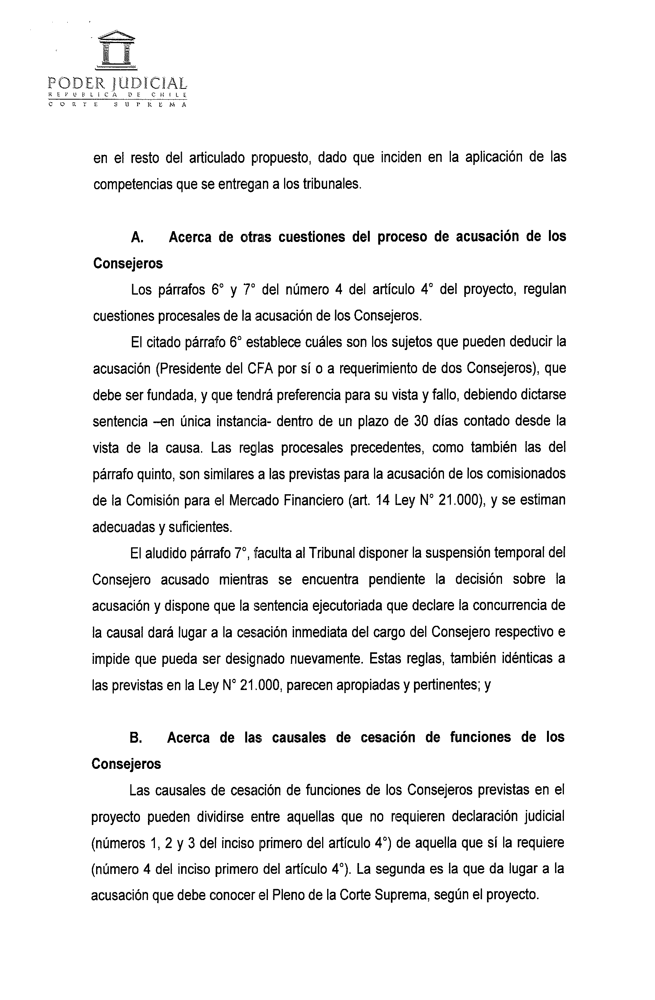 PODER JUDICIAL
REPUBLICA DE CHILE
CORTE SUPREMA
en el resto del articulado propuesto, dado que inciden en la aplicación de las
competencias que se entregan a los tribunales.
A. Acerca de otras cuestiones del proceso de acusación de los
Consejeros
Los párrafos 6° y 7° del número 4 del artículo 4° del proyecto, regulan
cuestiones procesales de la acusación de los Consejeros.
El citado párrafo 6° establece cuáles son los sujetos que pueden deducir la
acusación (Presidente del CFA por sí o a requerimiento de dos Consejeros), que
debe ser fundada, y que tendrá preferencia para su vista y fallo, debiendo dictarse
sentencia –en única instancia- dentro de un plazo de 30 días contado desde la
vista de la causa. Las reglas procesales precedentes, como también las del
párrafo quinto, son similares a las previstas para la acusación de los comisionados
de la Comisión para el Mercado Financiero (art. 14 Ley N° 21.000), y se estiman
adecuadas y suficientes.
El aludido párrafo 7°, faculta al Tribunal disponer la suspensión temporal del
Consejero acusado mientras se encuentra pendiente la decisión sobre la
acusación y dispone que la sentencia ejecutoriada que declare la concurrencia de
la causal dará lugar a la cesación inmediata del cargo del Consejero respectivo e
impide que pueda ser designado nuevamente. Estas reglas, también idénticas a
las previstas en la Ley N° 21.000, parecen apropiadas y pertinentes; y
B. Acerca de las causales de cesación de funciones de los
Consejeros
Las causales de cesación de funciones de los Consejeros previstas en el
proyecto pueden dividirse entre aquellas que no requieren declaración judicial
(números 1, 2 y 3 del inciso primero del artículo 4°) de aquella que sí la requiere
(número 4 del inciso primero del artículo 4°). La segunda es la que da lugar a la
acusación que debe conocer el Pleno de la Corte Suprema, según el proyecto.